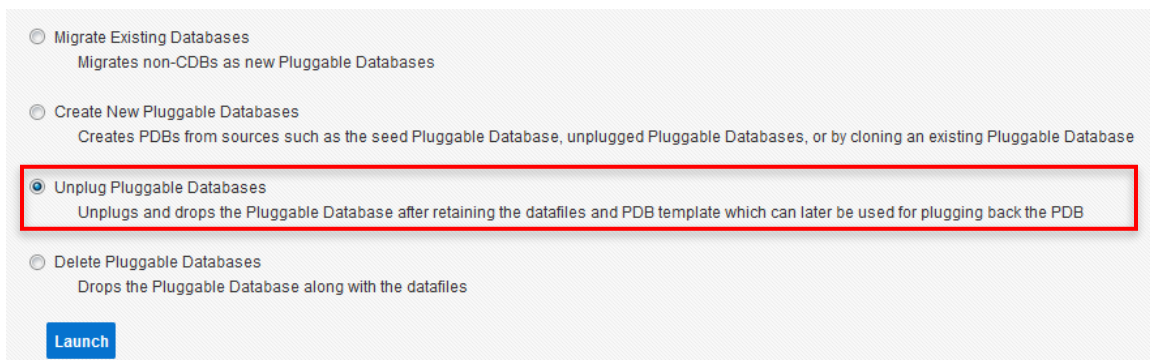 Migrate Existing Databases
Migrates non-CDBs as new Pluggable Databases
Create New Pluggable Databases
Creates PDBs from sources such as the seed Pluggable Database, unplugged Pluggable Databases, or by cloning an existing Pluggable Database
Unplug Pluggable Databases
Unplugs and drops the Pluggable Database after retaining the datafiles and PDB template which can later be used for plugging back the PDB
Delete Pluggable Databases
Drops the Pluggable Database along with the datafiles
Launch